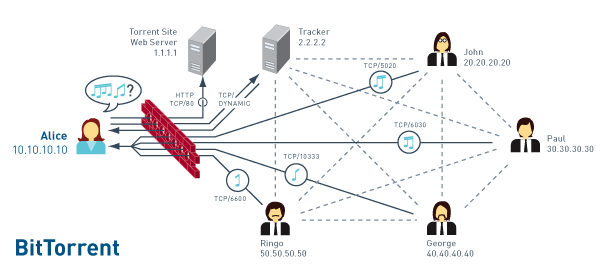 Torrent Site
Web Server
1.1.1.1
Tracker
2.2.2.2
John
20.20.20.20
TCP/5020
HTTP
TCP/80
TCP/
DYNAMIC
?
Alice
10.10.10.10
TCP/6030
Paul
30.30.30.30
TCP/10333
TCP/6600
Ringo
50.50.50.50
George
40.40.40.40
BitTorrent